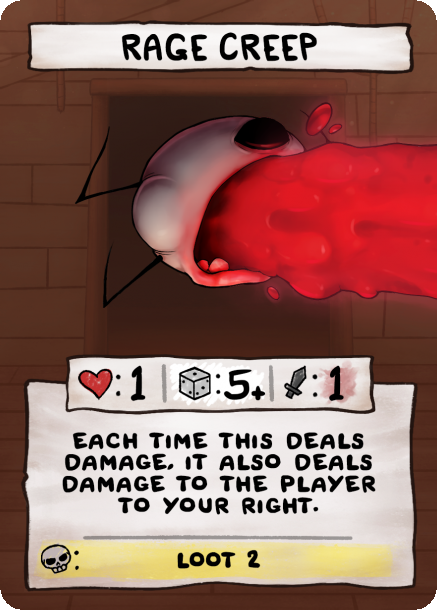 RAGE CREEP
:1 :5+ :1
EACH TIME THIS DEALS
DAMAGE, IT ALSO DEALS
DAMAGE TO THE PLAYER
TO YOUR RIGHT.
: LOOT 2